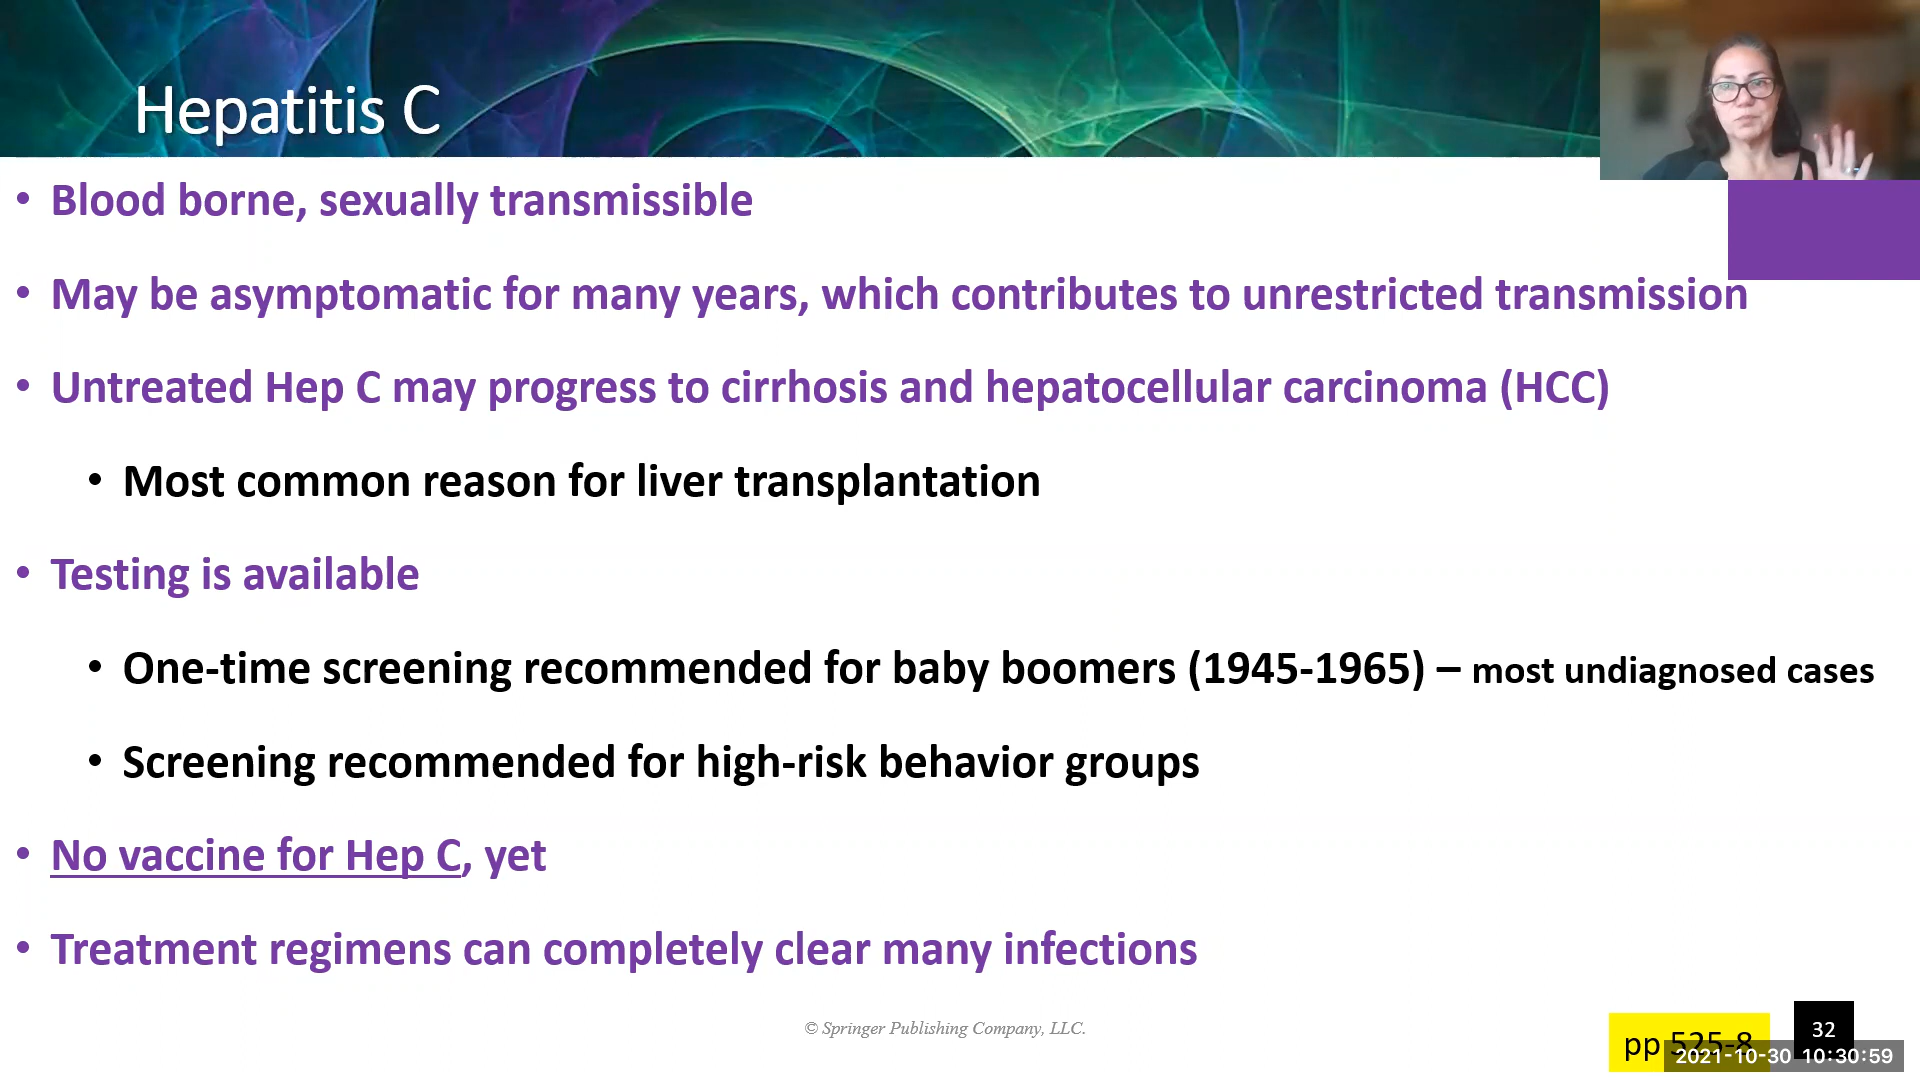 Hepatitis C
• Blood borne, sexually transmissible
• May be asymptomatic for many years, which contributes to unrestricted transmission
• Untreated Hep C may progress to cirrhosis and hepatocellular carcinoma (HCC)
• Most common reason for liver transplantation
• Testing is available
• One-time screening recommended for baby boomers (1945-1965) – most undiagnosed cases
• Screening recommended for high-risk behavior groups
• No vaccine for Hep C, yet
• Treatment regimens can completely clear many infections
© Springer Publishing Company, LLC.
pp 525-8
32
2021-10-30 10:30:59